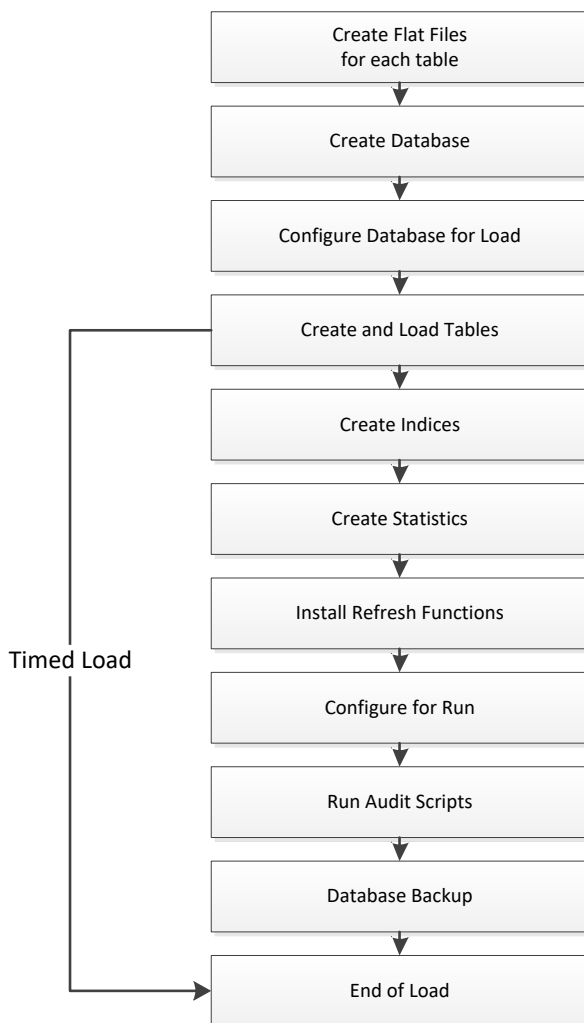 Create Flat Files
for each table
Create Database
Configure Database for Load
Create and Load Tables
Create Indices
Create Statistics
Install Refresh Functions
Timed Load
Configure for Run
Run Audit Scripts
Database Backup
End of Load